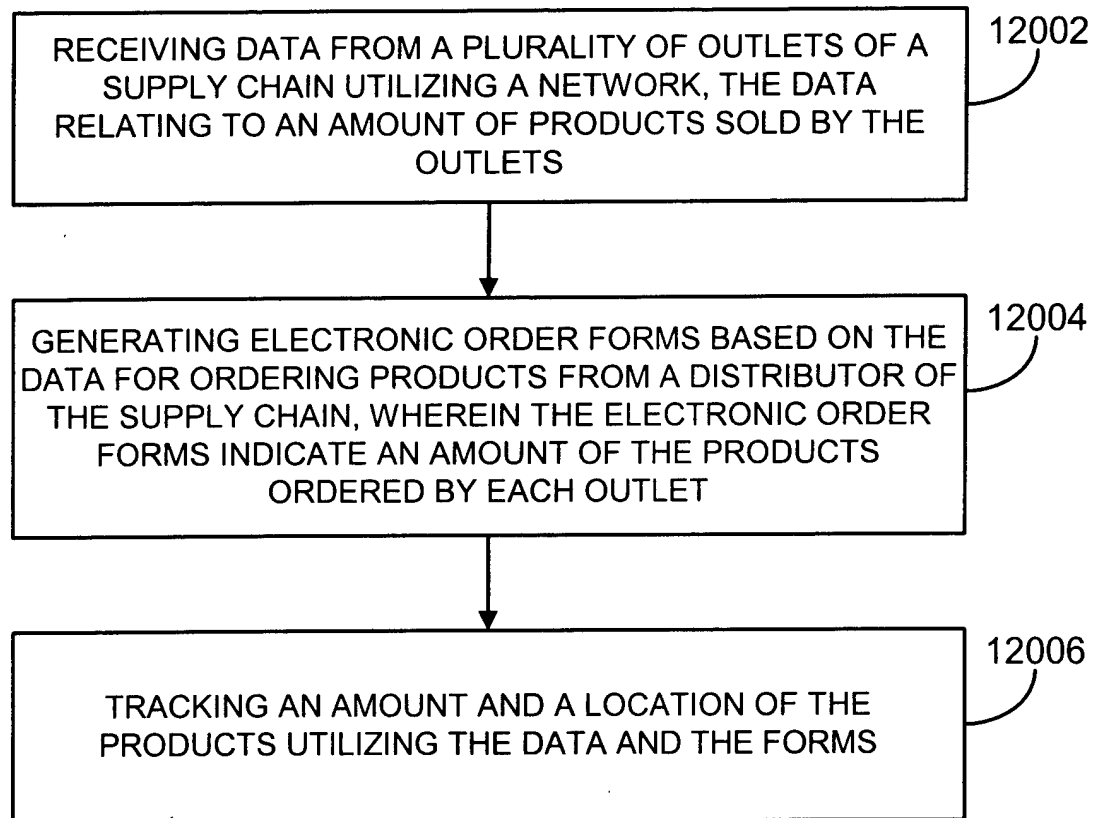 RECEIVING DATA FROM A PLURALITY OF OUTLETS OF A
SUPPLY CHAIN UTILIZING A NETWORK, THE DATA
RELATING TO AN AMOUNT OF PRODUCTS SOLD BY THE
OUTLETS
12002
GENERATING ELECTRONIC ORDER FORMS BASED ON THE
DATA FOR ORDERING PRODUCTS FROM A DISTRIBUTOR OF
THE SUPPLY CHAIN, WHEREIN THE ELECTRONIC ORDER
FORMS INDICATE AN AMOUNT OF THE PRODUCTS
ORDERED BY EACH OUTLET
12004
TRACKING AN AMOUNT AND A LOCATION OF THE
PRODUCTS UTILIZING THE DATA AND THE FORMS
12006